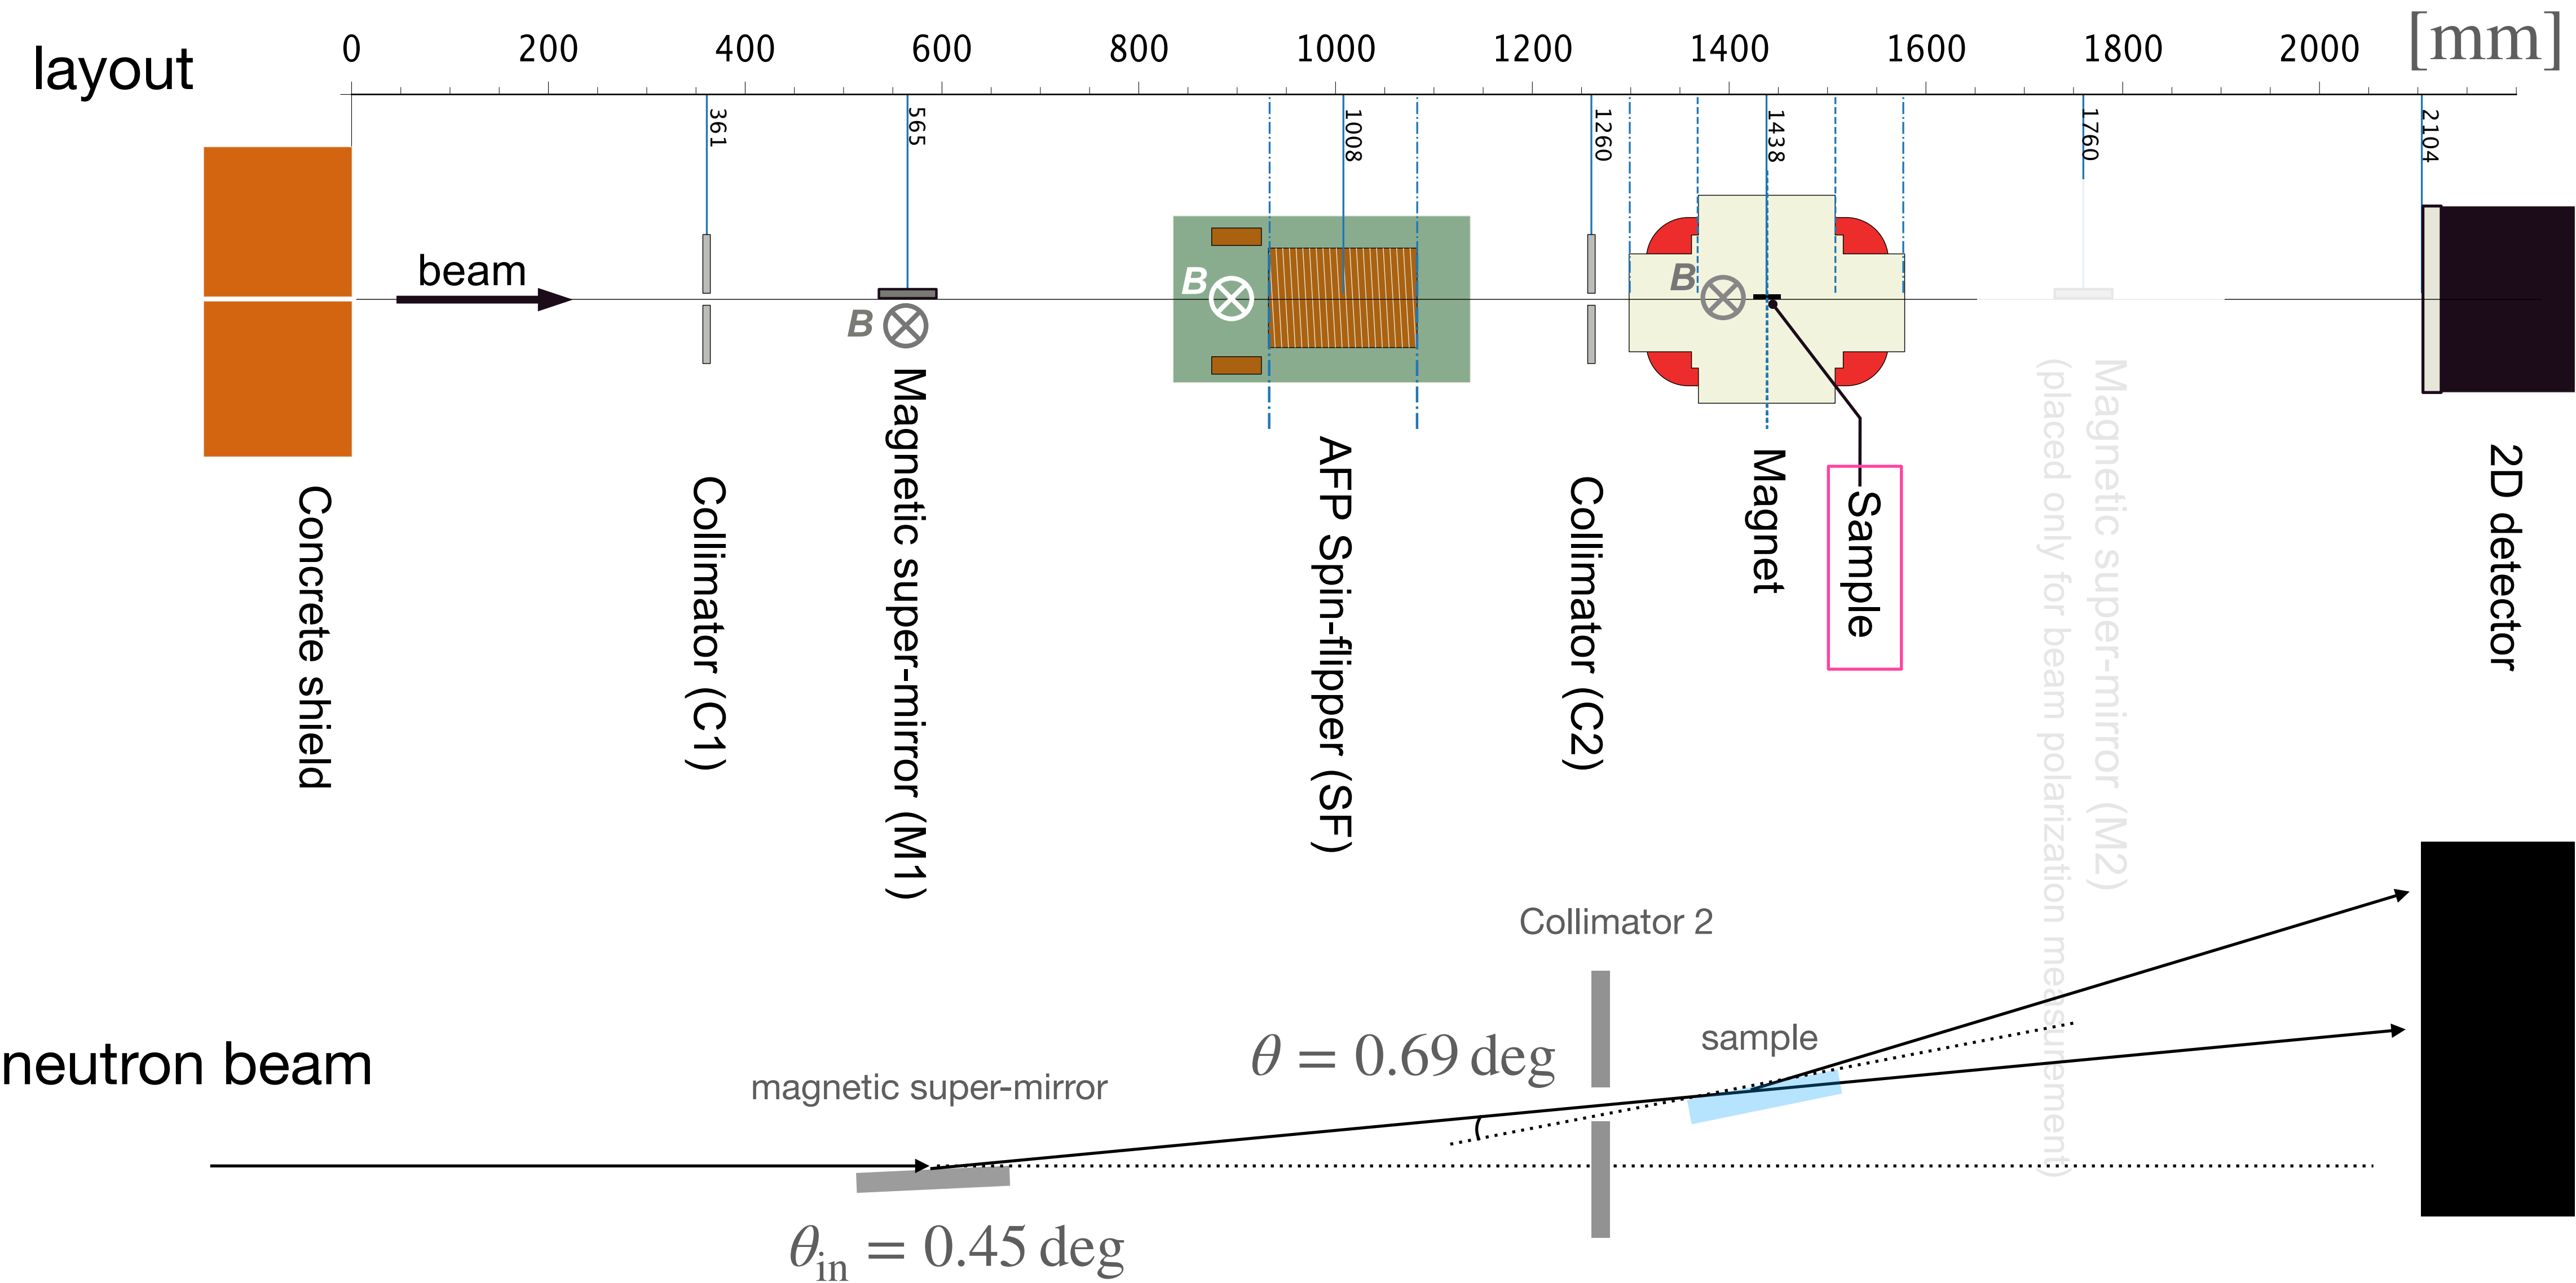 layout
0 200 400 600 800 1000 1200 1400 1600 1800 2000 [mm]
361
565
1008
1260
1438
1760
2104
beam
B
B
B
Concrete shield
Collimator (C1)
Magnetic super-mirror (M1)
AFP Spin-flipper (SF)
Collimator (C2)
Magnet
Sample
Magnetic super-mirror (M2)
(placed only for beam polarization measurement)
2D detector
neutron beam
magnetic super-mirror
θin = 0.45 deg
θ = 0.69 deg
Collimator 2
sample